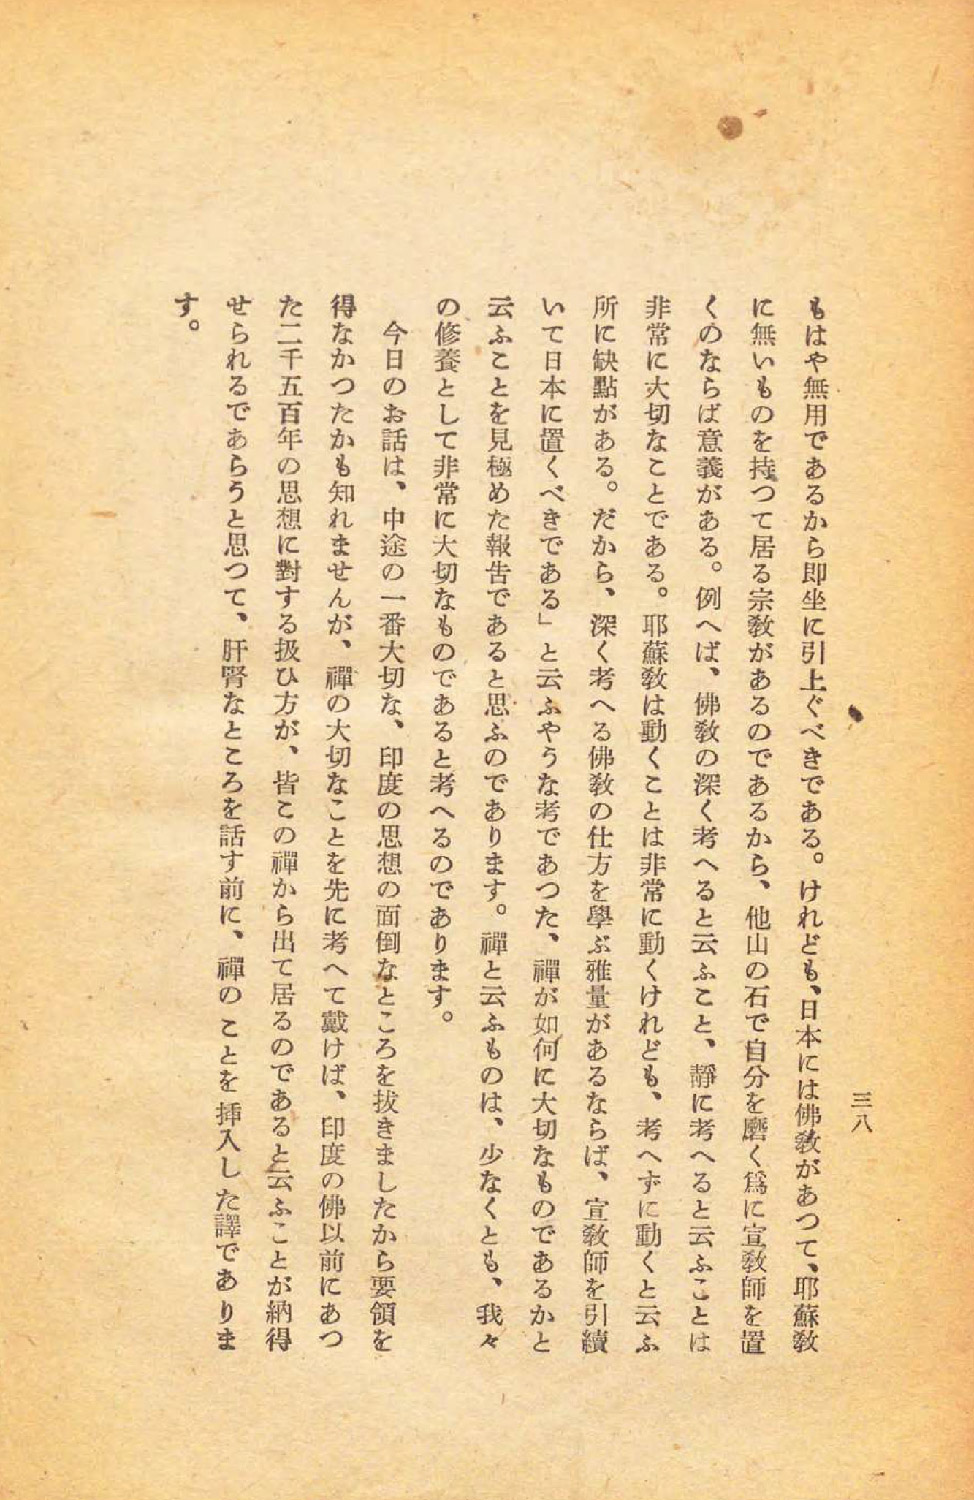 三八
もはや無用であるから即坐に引上ぐべきである。けれども、日本には佛敎があつて、耶蘇敎
に無いものを持つて居る宗敎があるのであるから、他山の石で自分を磨く爲に宣敎師を置
くのならば意義がある。例へば、佛敎の深く考へると云ふこと、靜に考へると云ふことは
非常に大切なことである。耶蘇敎は動くことは非常に動くけれども、考へずに動くと云ふ
所に缺點がある。だから、深く考へる佛敎の仕方を學ぶ雅量があるならば、宣敎師を引續
いて日本に置くべきである」と云ふやうな考であつた、禪が如何に大切なものであるかと
云ふことを見極めた報告であると思ふのであります。禪と云ふものは、少なくとも、我々
の修養として非常に大切なものであると考へるのであります。
今日のお話は、中途の一番大切な、印度の思想の面倒なところを抜きましたから要領を
得なかつたかも知れませんが、禪の大切なことを先に考へて戴けば、印度の佛以前にあつ
た二千五百年の思想に對する扱ひ方が、皆この禪から出て居るのであると云ふことが納得
せられるであらうと思つて、肝腎なところを話す前に、禪のことを挿入した譯でありま
す。